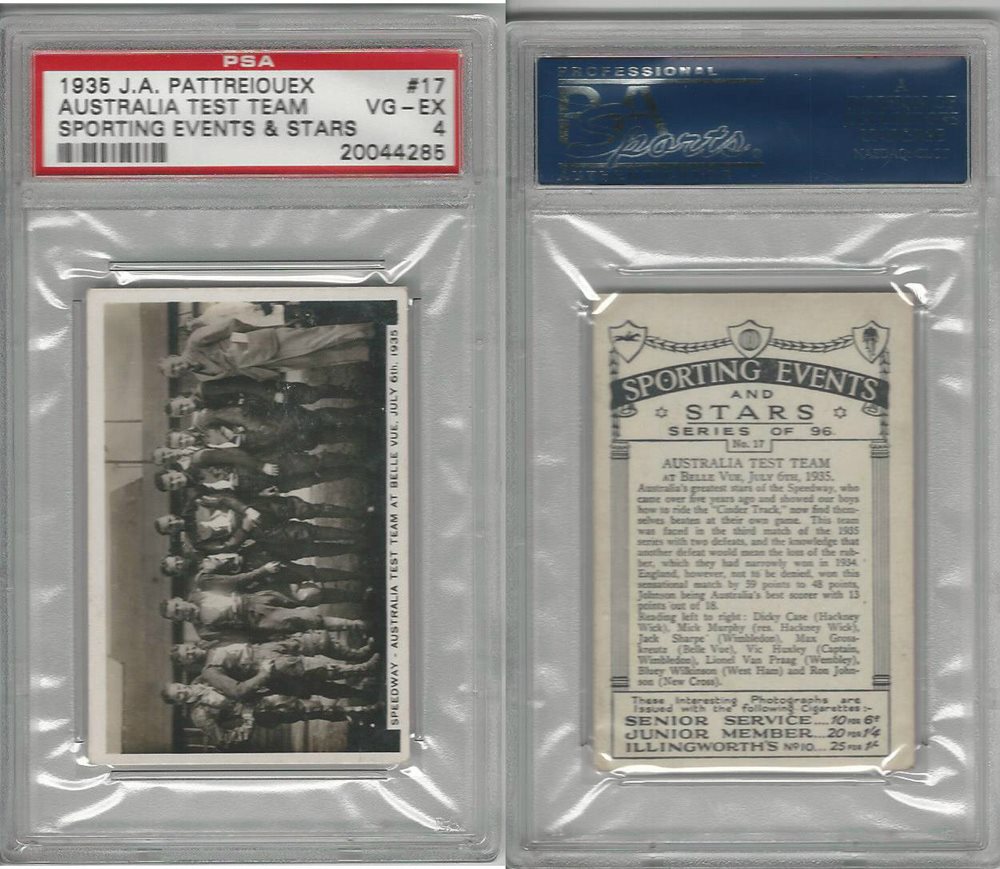 PSA
1935 J.A. PATTREIOUEX #17
AUSTRALIA TEST TEAM VG-EX
SPORTING EVENTS & STARS 4
20044285
SPEEDWAY - AUSTRALIA TEST TEAM AT BELLE VUE, JULY 6th, 1935
PROFESSIONAL
PSA
Sports.
SPORTING EVENTS
AND
STARS
SERIES OF 96
No. 17
AUSTRALIA TEST TEAM
AT BELLE VUE, JULY 6TH, 1935.
Australia's greatest stars of the Speedway, who
came over five years ago and showed our boys
how to ride the "Cinder Track," now find them-
selves beaten at their own game. This team
was faced in the third match of the 1935
series with two defeats, and the knowledge that
another defeat would mean the loss of the rub-
ber, which they had narrowly won in 1934.
England, however, not to be denied, won this
sensational match by 59 points to 48 points,
Johnson being Australia's best scorer with 13
points out of 18.
Reading left to right: Dicky Case (Hackney
Wick), Mick Murphy (res. Hackney Wick),
Jack Sharpe (Wimbledon), Max Gross-
kreutz (Belle Vue), Vic Huxley (Captain,
Wimbledon), Lionel Van Praag (Wembley),
Bluey Wilkinson (West Ham) and Ron John-
son (New Cross).
These Interesting Photographs are
Issued with the following Cigarettes:-
SENIOR SERVICE.... 10 FOR 6d
JUNIOR MEMBER... 20 FOR 1/4
ILLINGWORTH'S No 10... 25 FOR 1/-